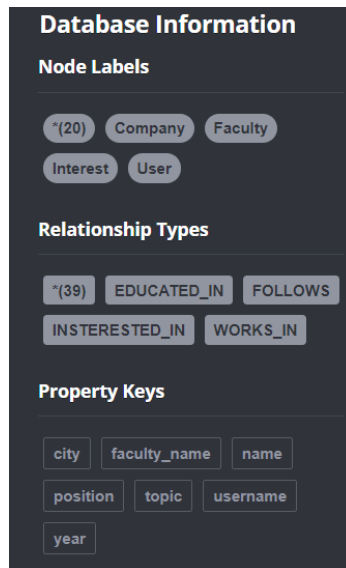 Database Information
Node Labels
*(20) Company Faculty
Interest User
Relationship Types
*(39) EDUCATED_IN FOLLOWS
INSTERESTED_IN WORKS_IN
Property Keys
city faculty_name name
position topic username
year